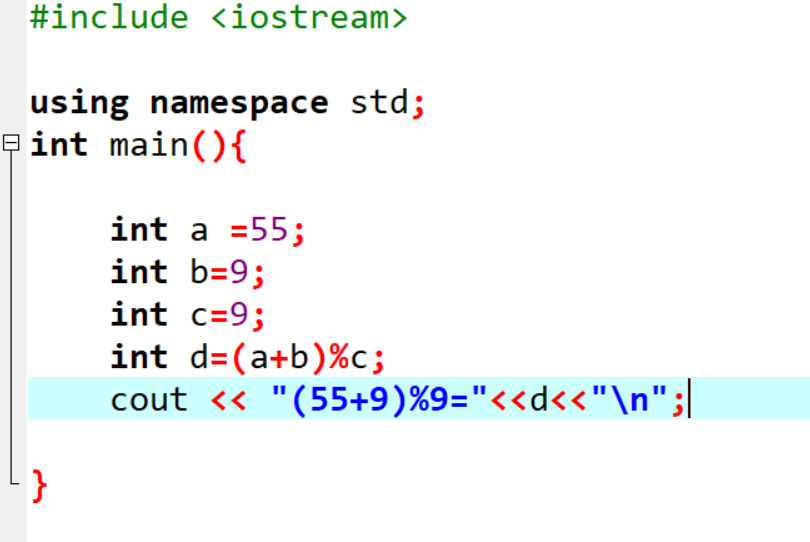 #include <iostream>
using namespace std;
int main(){
int a =55;
int b=9;
int c=9;
int d=(a+b)%c;
cout << "(55+9)%9="<<d<<"\n";
}